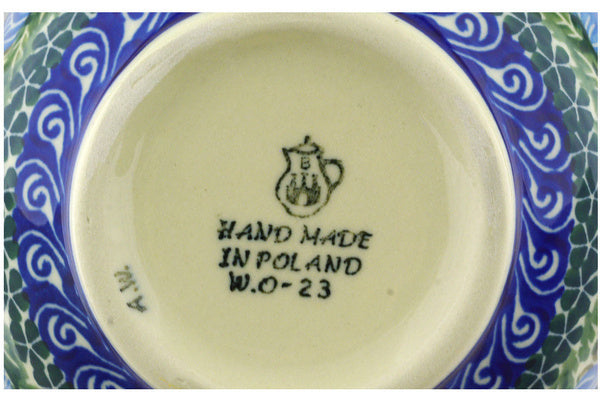 B
HAND MADE
IN POLAND
W.O-23
A.W.